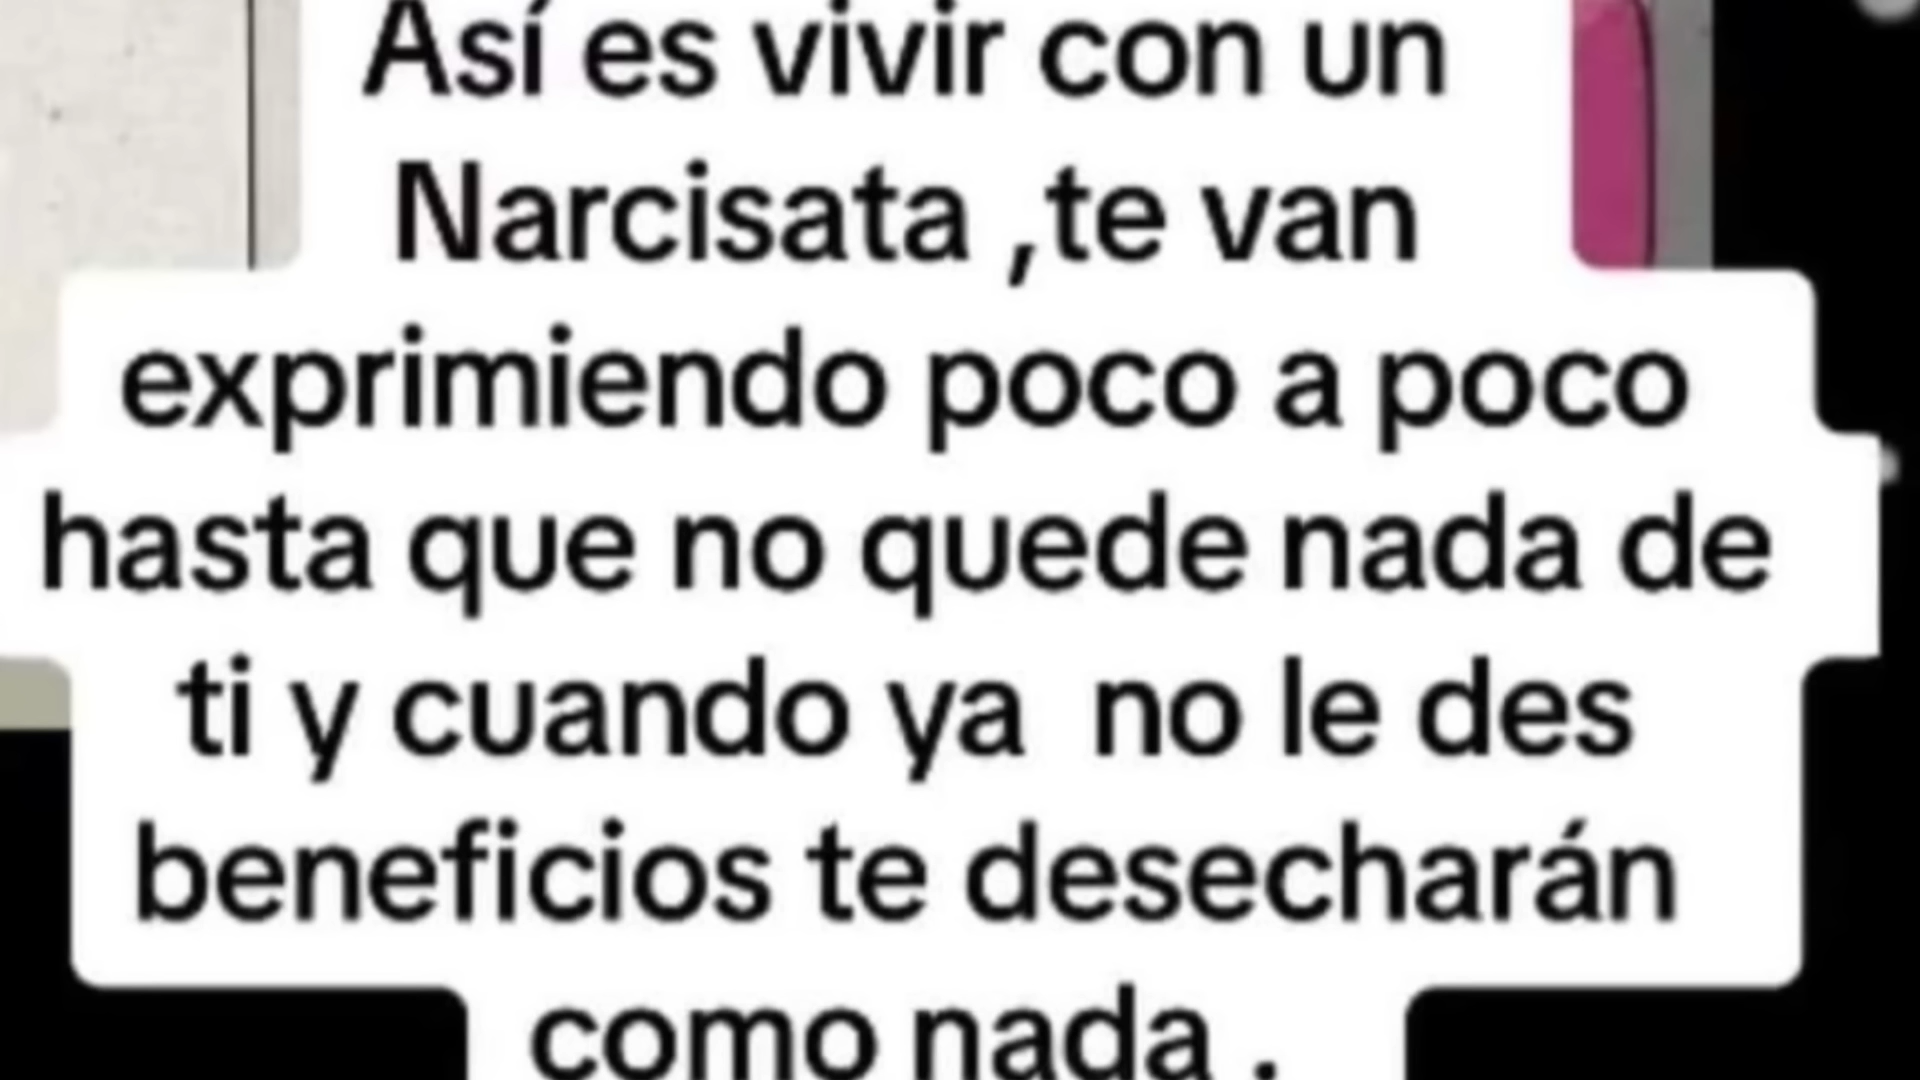 Así es vivir con un
Narcisata ,te van
exprimiendo poco a poco
hasta que no quede nada de
ti y cuando ya  no le des
beneficios te desecharán
como nada .